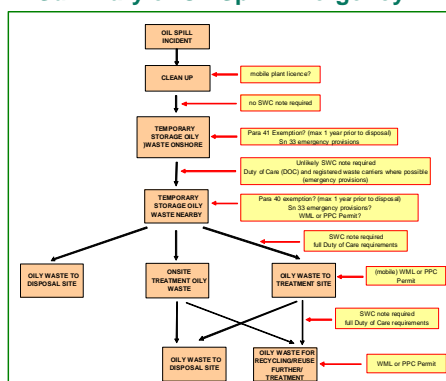 OIL SPILL
INCIDENT
CLEAN UP
mobile plant licence?
no SWC note required
TEMPORARY
STORAGE OILY
)WASTE ONSHORE
Para 41 Exemption? (max 1 year prior to disposal)
Sn 33 emergency provisions
Unlikely SWC note required
Duty of Care (DOC) and registered waste carriers where possible
(emergency provisions)
TEMPORARY
STORAGE OILY
WASTE NEARBY
Para 40 exemption? (max 1 year prior to disposal)
Sn 33 emergency provisions?
WML or PPC Permit?
SWC note required
full Duty of Care requirements
OILY WASTE TO
DISPOSAL SITE
ONSITE
TREATMENT OILY
WASTE
OILY WASTE TO
TREATMENT SITE
(mobile) WML or PPC
Permit
SWC note required
full Duty of Care requirements
OILY WASTE TO
DISPOSAL SITE
OILY WASTE FOR
RECYCLING/REUSE
FURTHER/
TREATMENT
WML or PPC Permit